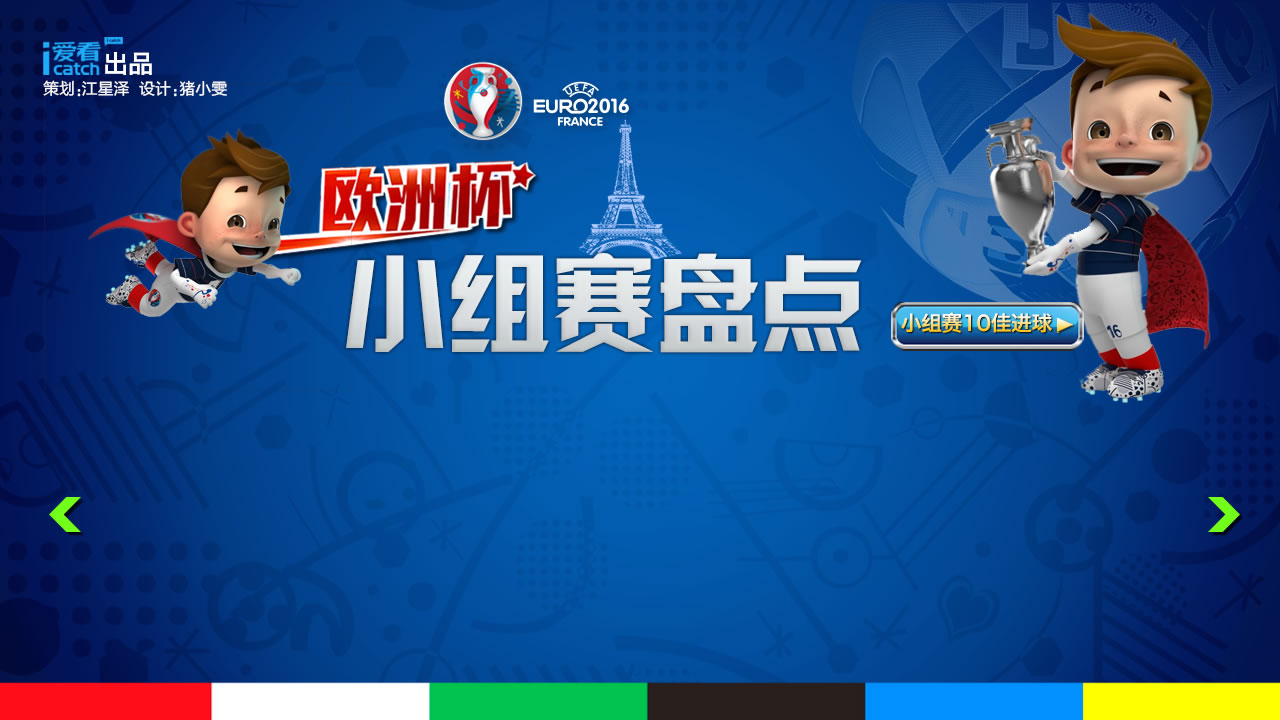 i爱看
icatch 出品
策划:江星泽 设计:猪小雯
UEFA
EURO2016
FRANCE
欧洲杯
小组赛盘点
小组赛10佳进球
16